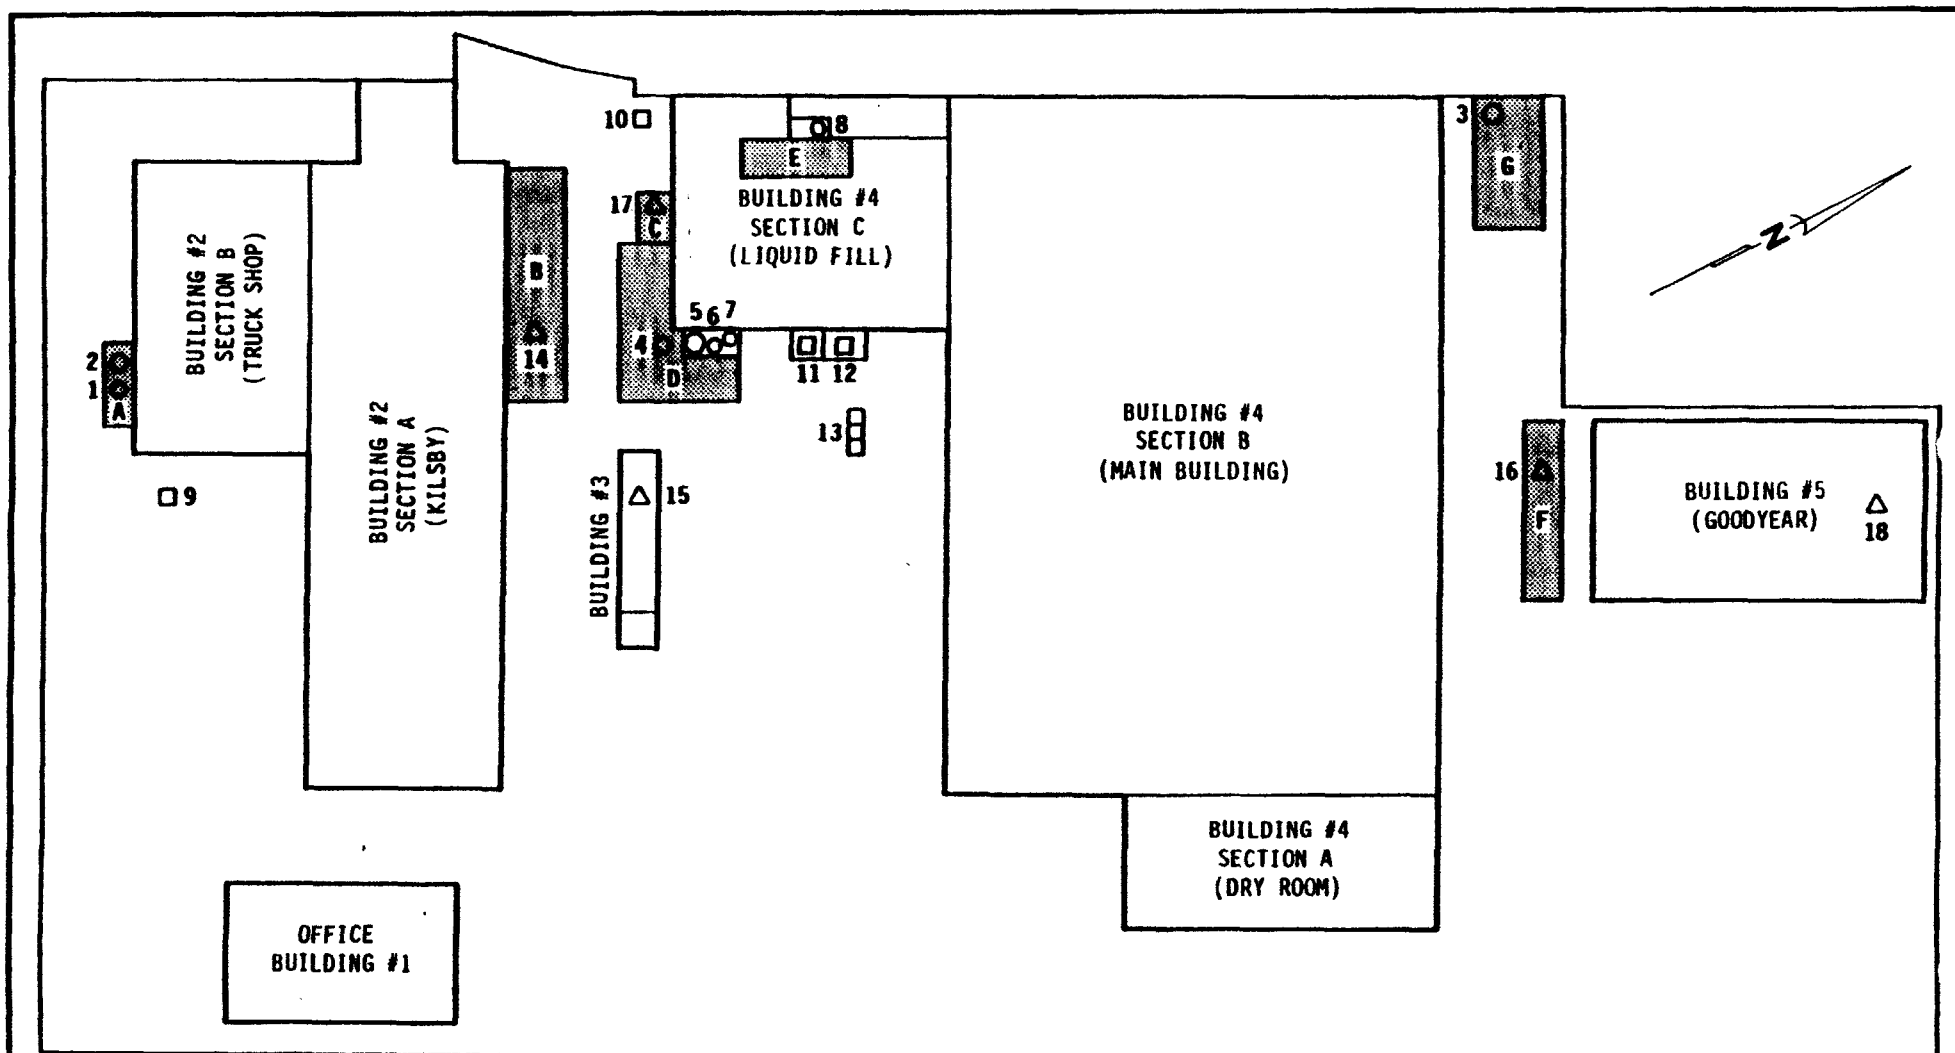 10
8
3
E
G
17
C
BUILDING #4
SECTION C
(LIQUID FILL)
N
BUILDING #2
SECTION B
(TRUCK SHOP)
B
14
5
6
7
4
D
11
12
2
1
A
13
BUILDING #2
SECTION A
(KILSBY)
BUILDING #4
SECTION B
(MAIN BUILDING)
16
F
9
15
BUILDING #3
BUILDING #5
(GOODYEAR)
18
BUILDING #4
SECTION A
(DRY ROOM)
OFFICE
BUILDING #1